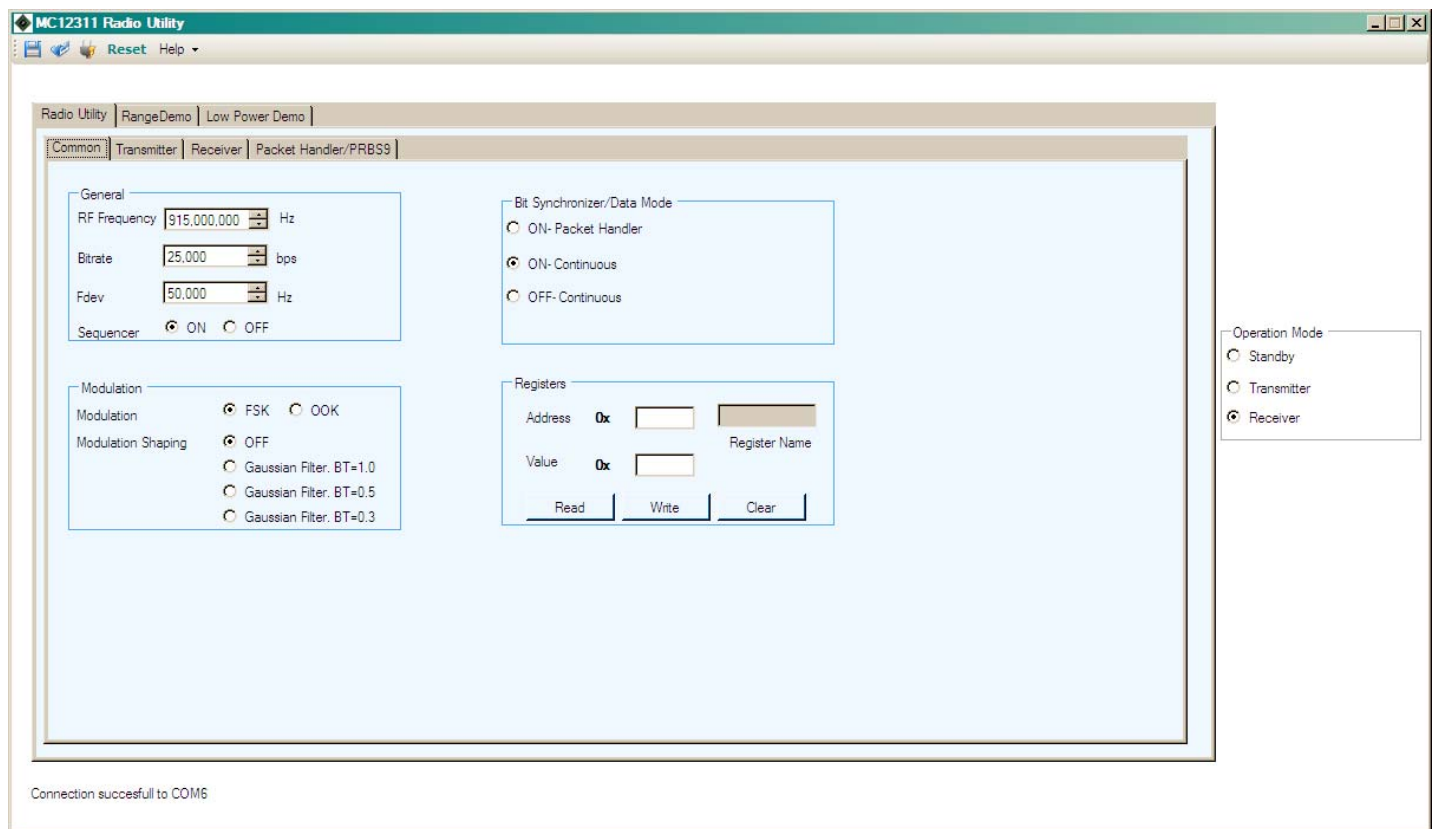 MC12311 Radio Utility
Reset Help
Radio Utility RangeDemo Low Power Demo
Common Transmitter Receiver Packet Handler/PRBS9
General
RF Frequency 915,000,000 Hz
Bitrate 25,000 bps
Fdev 50,000 Hz
Sequencer ON OFF
Bit Synchronizer/Data Mode
ON- Packet Handler
ON- Continuous
OFF- Continuous
Modulation
Modulation FSK OOK
Modulation Shaping OFF
Gaussian Filter. BT=1.0
Gaussian Filter. BT=0.5
Gaussian Filter. BT=0.3
Registers
Address 0x
Register Name
Value 0x
Read Write Clear
Operation Mode
Standby
Transmitter
Receiver
Connection succesfull to COM6